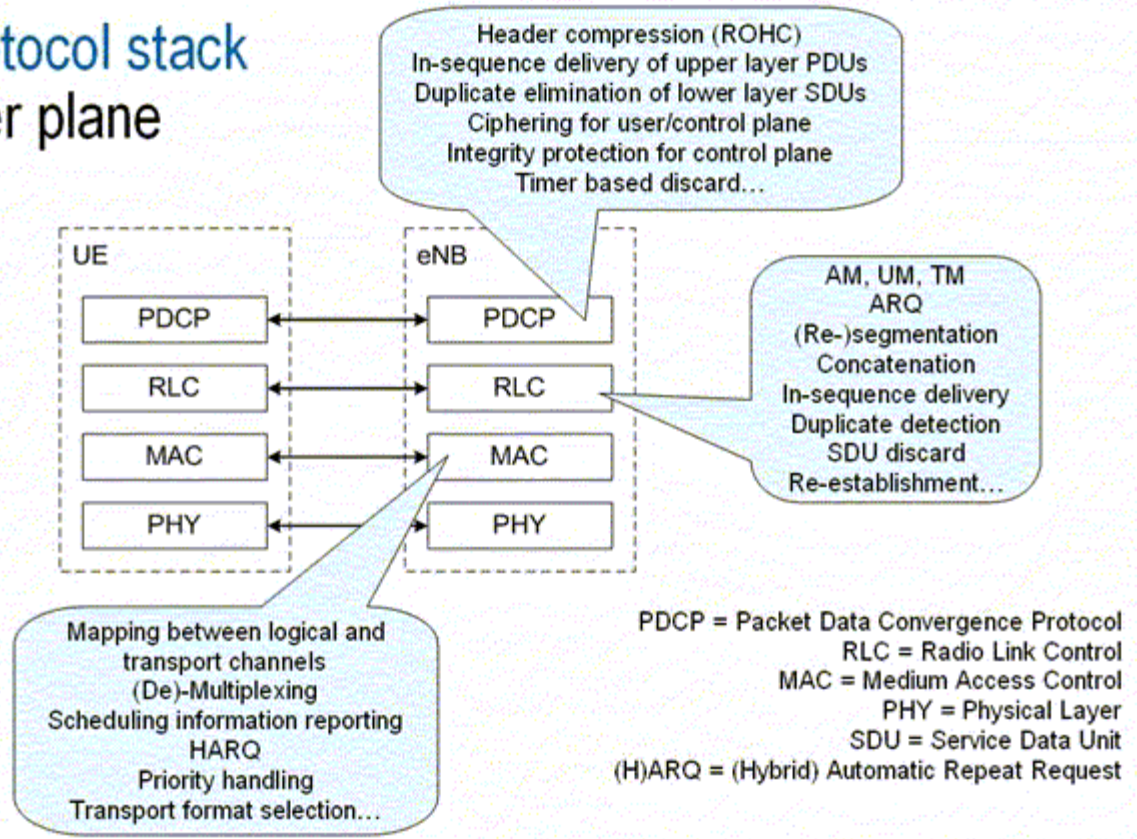 tocol stack
r plane
Header compression (ROHC)
In-sequence delivery of upper layer PDUs
Duplicate elimination of lower layer SDUs
Ciphering for user/control plane
Integrity protection for control plane
Timer based discard…
UE
eNB
PDCP
PDCP
RLC
RLC
MAC
MAC
PHY
PHY
AM, UM, TM
ARQ
(Re-)segmentation
Concatenation
In-sequence delivery
Duplicate detection
SDU discard
Re-establishment…
Mapping between logical and
transport channels
(De)-Multiplexing
Scheduling information reporting
HARQ
Priority handling
Transport format selection…
PDCP = Packet Data Convergence Protocol
RLC = Radio Link Control
MAC = Medium Access Control
PHY = Physical Layer
SDU = Service Data Unit
(H)ARQ = (Hybrid) Automatic Repeat Request